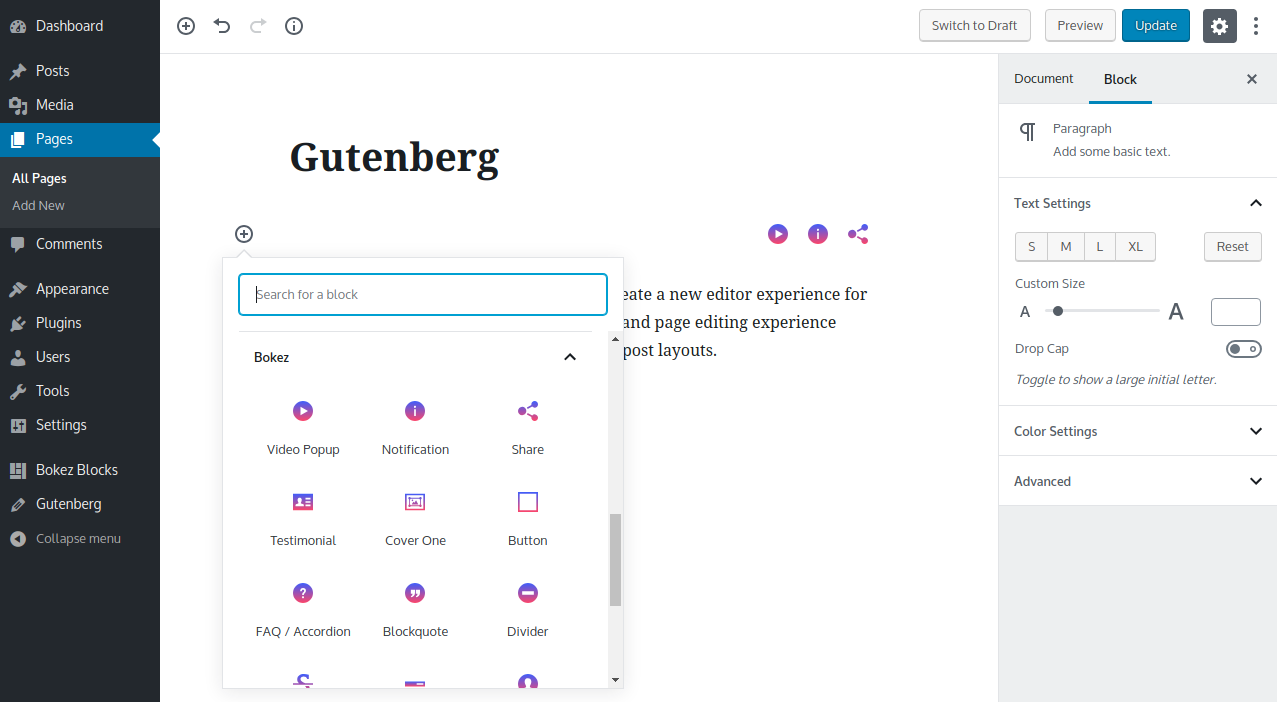 Dashboard
Posts
Media
Pages
All Pages
Add New
Comments
Appearance
Plugins
Users
Tools
Settings
Bokez Blocks
Gutenberg
Collapse menu
Switch to Draft
Preview
Update
Gutenberg
eate a new editor experience for
and page editing experience
post layouts.
Search for a block
Bokez
Video Popup
Notification
Share
Testimonial
Cover One
Button
FAQ / Accordion
Blockquote
Divider
Document
Block
Paragraph
Add some basic text.
Text Settings
S M L XL Reset
Custom Size
A A
Drop Cap
Toggle to show a large initial letter.
Color Settings
Advanced